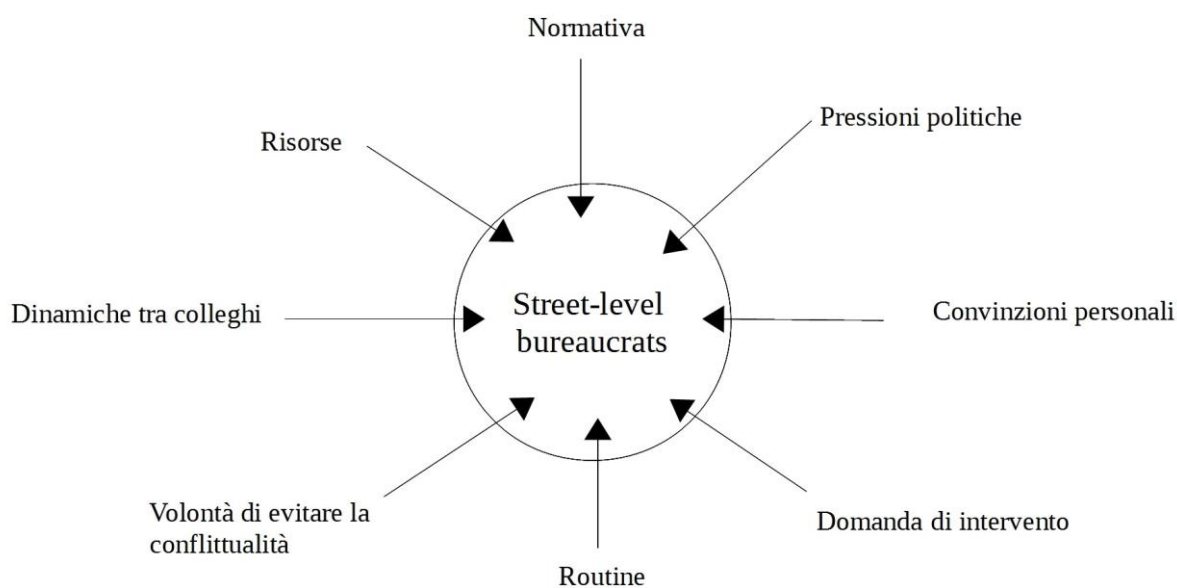 Normativa
Pressioni politiche
Risorse
Dinamiche tra colleghi
Street-level
bureaucrats
Convinzioni personali
Volontà di evitare la
conflittualità
Domanda di intervento
Routine